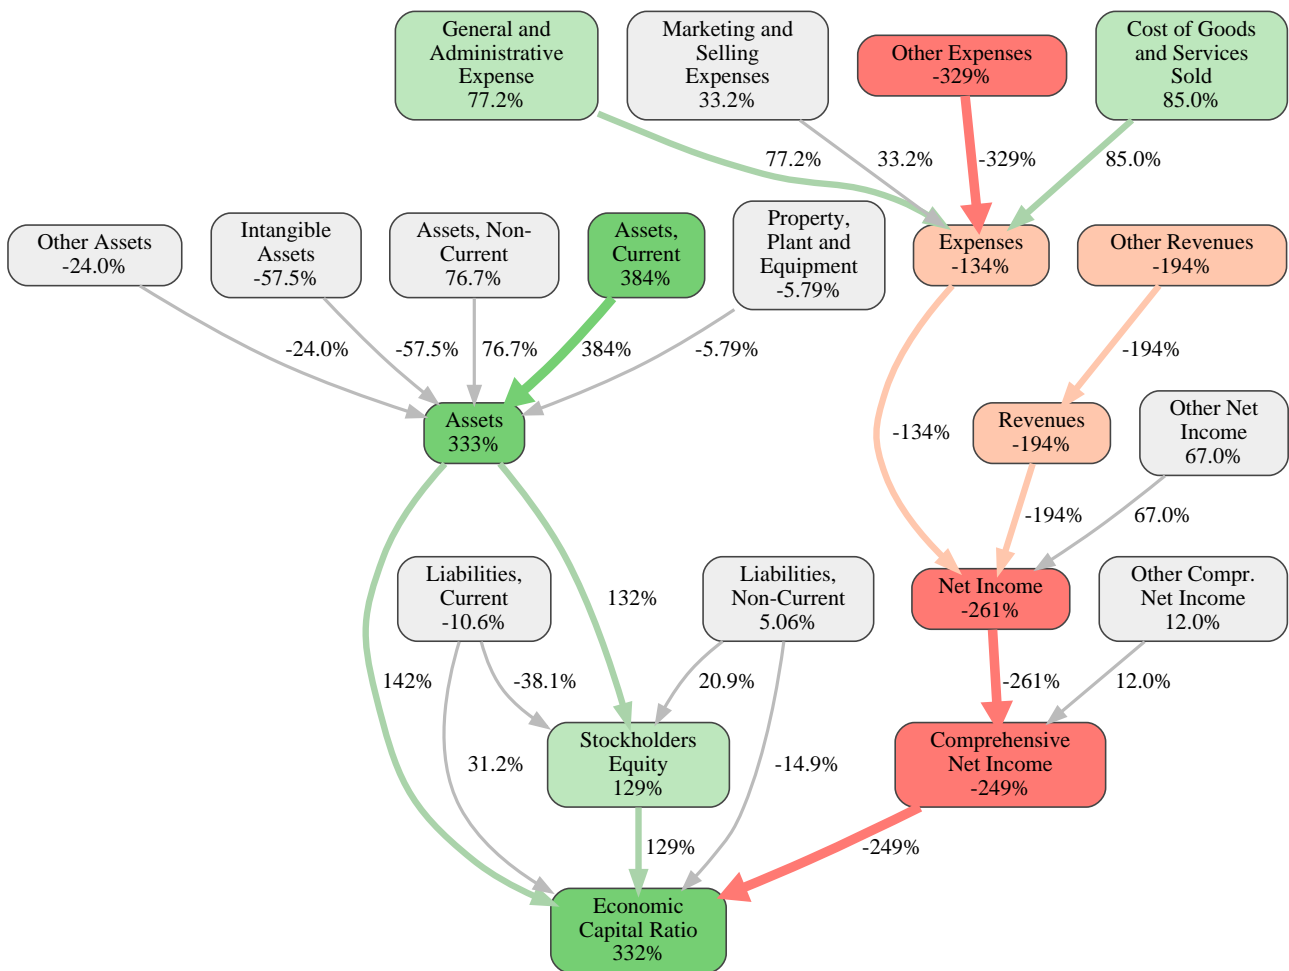 General and
Administrative
Expense
77.2%
Marketing and
Selling
Expenses
33.2%
Other Expenses
-329%
Cost of Goods
and Services
Sold
85.0%
77.2%
33.2%
-329%
85.0%
Other Assets
-24.0%
Intangible
Assets
-57.5%
Assets, Non-
Current
76.7%
Assets,
Current
384%
Property,
Plant and
Equipment
-5.79%
Expenses
-134%
Other Revenues
-194%
-24.0%
-57.5%
76.7%
384%
-5.79%
-194%
Assets
333%
-134%
Revenues
-194%
Other Net
Income
67.0%
-194%
67.0%
Liabilities,
Current
-10.6%
132%
Liabilities,
Non-Current
5.06%
Net Income
-261%
Other Compr.
Net Income
12.0%
142%
-38.1%
20.9%
-261%
12.0%
31.2%
Stockholders
Equity
129%
-14.9%
Comprehensive
Net Income
-249%
129%
-249%
Economic
Capital Ratio
332%